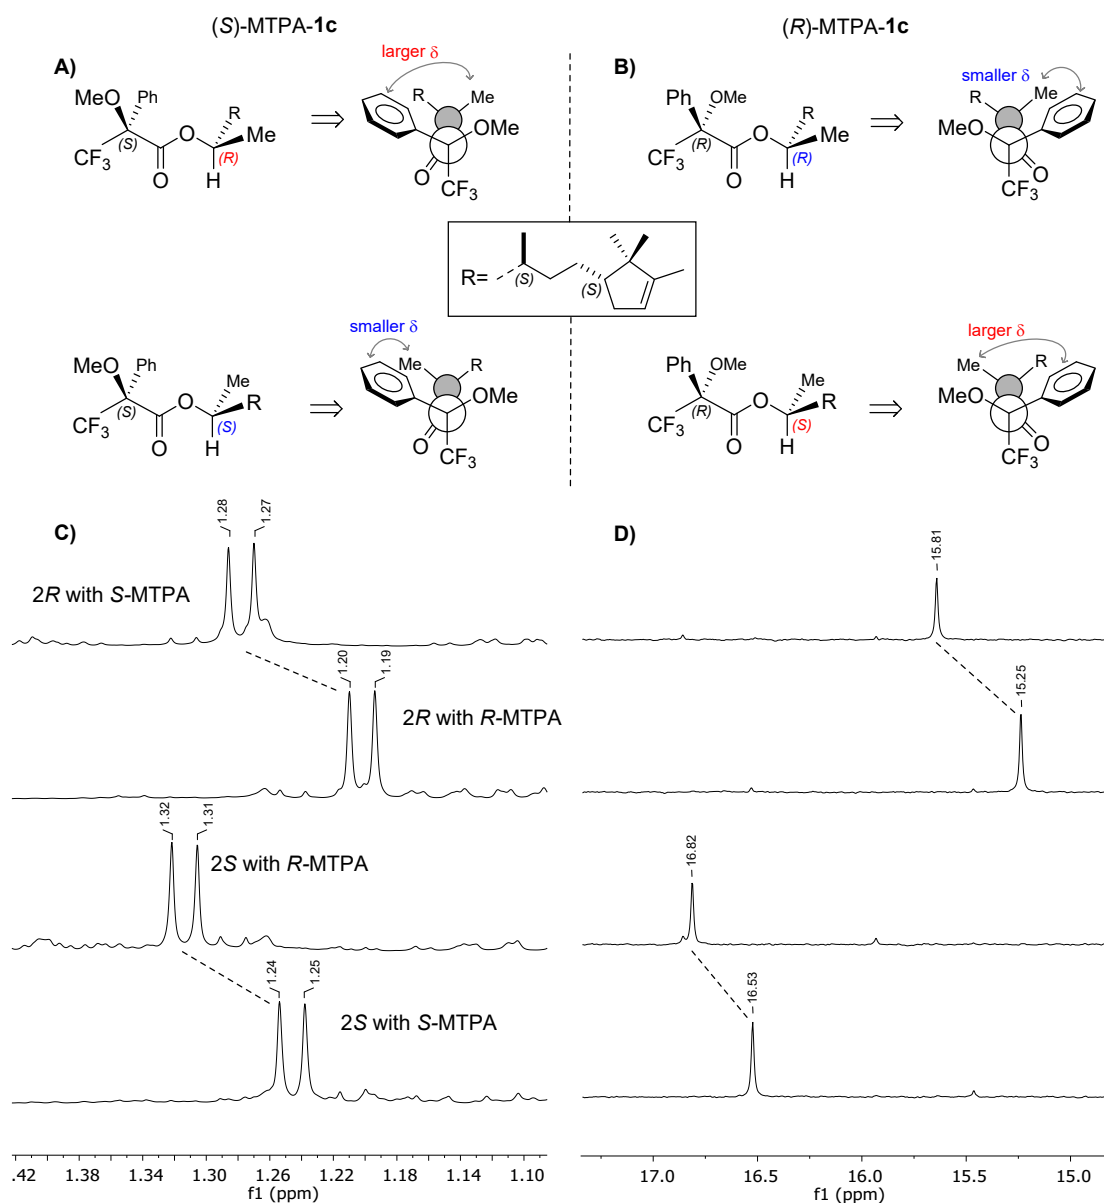 (S)-MTPA-1c
(R)-MTPA-1c
A)
MeO
Ph
R
O
Me
CF3
(S)
O
(R)
H
larger δ
R
Me
OMe
O
CF3
B)
Ph
OMe
R
O
Me
CF3
(R)
O
(R)
H
smaller δ
R
Me
MeO
O
CF3
R=
(S)
(S)
MeO
Ph
Me
O
R
CF3
(S)
O
(S)
H
smaller δ
Me
R
OMe
O
CF3
Ph
OMe
Me
O
R
CF3
(R)
O
(S)
H
larger δ
Me
R
MeO
O
CF3
C)
1.28
1.27
2R with S-MTPA
1.20
1.19
2R with R-MTPA
1.32
1.31
2S with R-MTPA
1.24
1.25
2S with S-MTPA
.42 1.38 1.34 1.30 1.26 1.22 1.18 1.14 1.10
f1 (ppm)
D)
15.81
15.25
16.82
16.53
17.0 16.5 16.0 15.5 15.0
f1 (ppm)